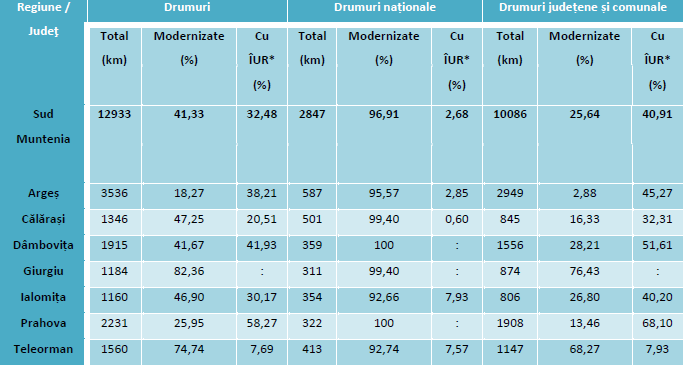 Regiune / Drumuri Drumuri naționale Drumuri județene și comunale
Județ Total Modernizate Cu Total Modernizate Cu Total Modernizate Cu
(km) (%) ÎUR* (km) (%) ÎUR* (km) (%) ÎUR*
(%) (%) (%)
Sud 12933 41,33 32,48 2847 96,91 2,68 10086 25,64 40,91
Muntenia
Argeș 3536 18,27 38,21 587 95,57 2,85 2949 2,88 45,27
Călărași 1346 47,25 20,51 501 99,40 0,60 845 16,33 32,31
Dâmbovița 1915 41,67 41,93 359 100 : 1556 28,21 51,61
Giurgiu 1184 82,36 : 311 99,40 : 874 76,43 :
Ialomița 1160 46,90 30,17 354 92,66 7,93 806 26,80 40,20
Prahova 2231 25,95 58,27 322 100 : 1908 13,46 68,10
Teleorman 1560 74,74 7,69 413 92,74 7,57 1147 68,27 7,93